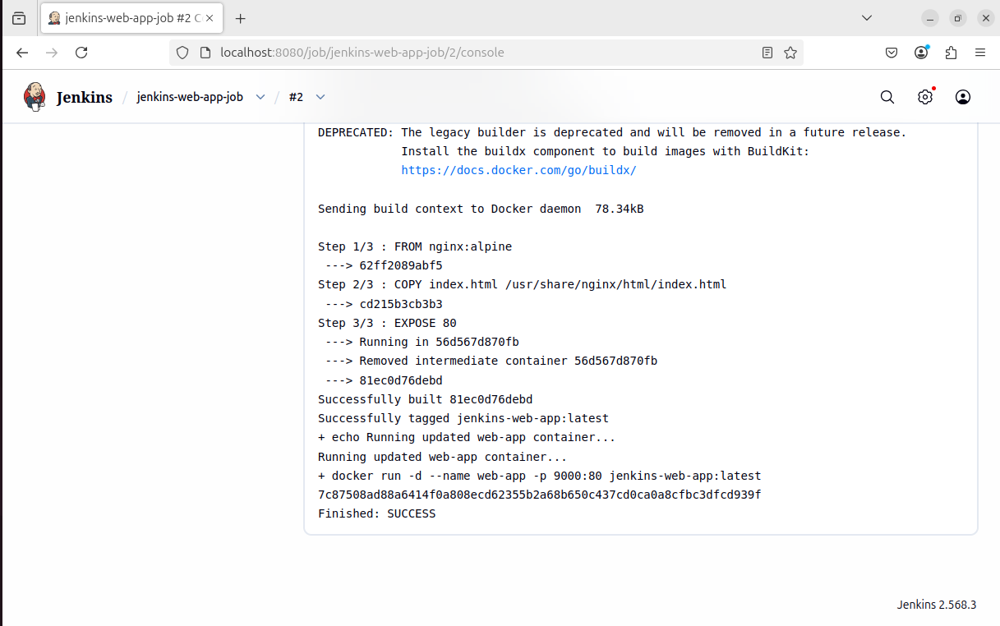 jenkins-web-app-job #2 C
localhost:8080/job/jenkins-web-app-job/2/console
Jenkins / jenkins-web-app-job / #2
DEPRECATED: The legacy builder is deprecated and will be removed in a future release.
Install the buildx component to build images with BuildKit:
https://docs.docker.com/go/buildx/
Sending build context to Docker daemon  78.34kB
Step 1/3 : FROM nginx:alpine
---> 62ff2089abf5
Step 2/3 : COPY index.html /usr/share/nginx/html/index.html
---> cd215b3cb3b3
Step 3/3 : EXPOSE 80
---> Running in 56d567d870fb
---> Removed intermediate container 56d567d870fb
---> 81ec0d76debd
Successfully built 81ec0d76debd
Successfully tagged jenkins-web-app:latest
+ echo Running updated web-app container...
Running updated web-app container...
+ docker run -d --name web-app -p 9000:80 jenkins-web-app:latest
7c87508ad88a6414f0a808ecd62355b2a68b650c437cd0ca0a8cfbc3dfcd939f
Finished: SUCCESS
Jenkins 2.568.3